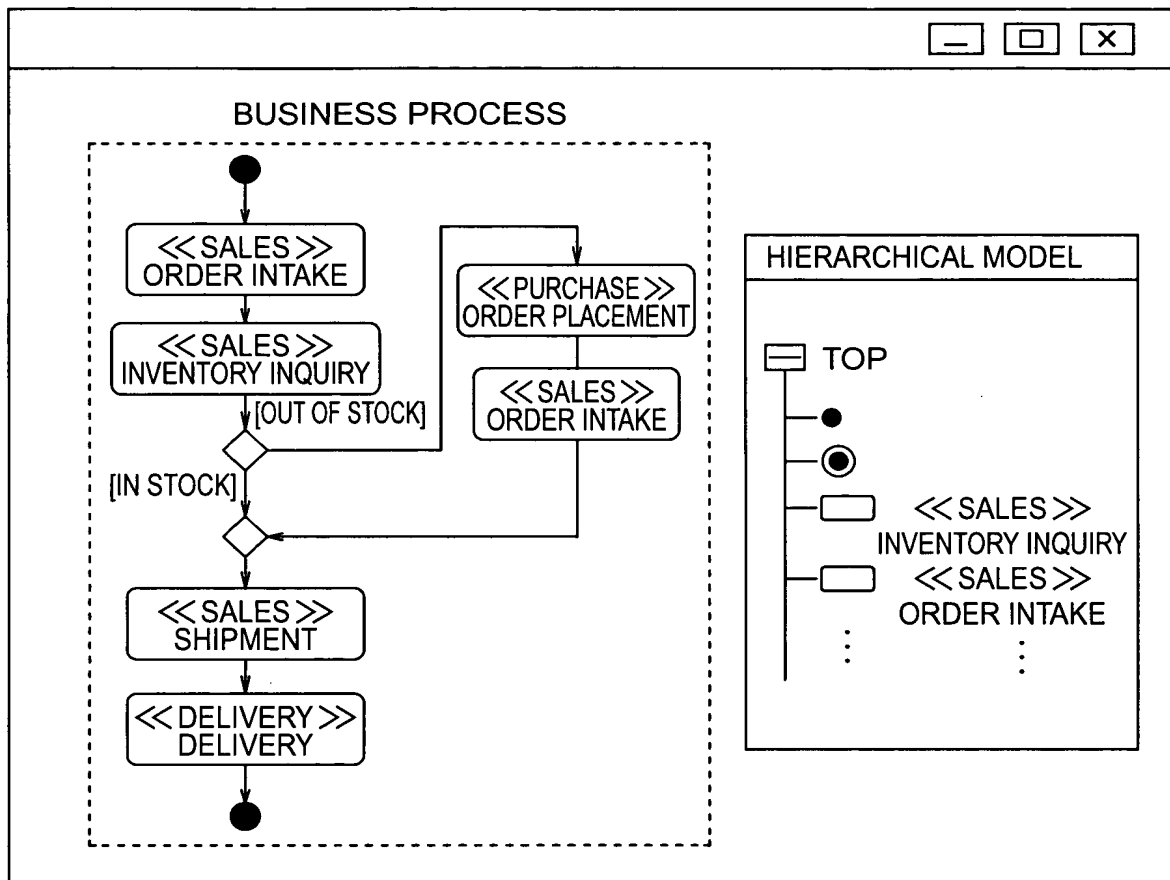 BUSINESS PROCESS
<<SALES>>
ORDER INTAKE
<<SALES>>
INVENTORY INQUIRY
[OUT OF STOCK]
[IN STOCK]
<<PURCHASE>>
ORDER PLACEMENT
<<SALES>>
ORDER INTAKE
<<SALES>>
SHIPMENT
<<DELIVERY>>
DELIVERY
HIERARCHICAL MODEL
TOP
<<SALES>>
INVENTORY INQUIRY
<<SALES>>
ORDER INTAKE